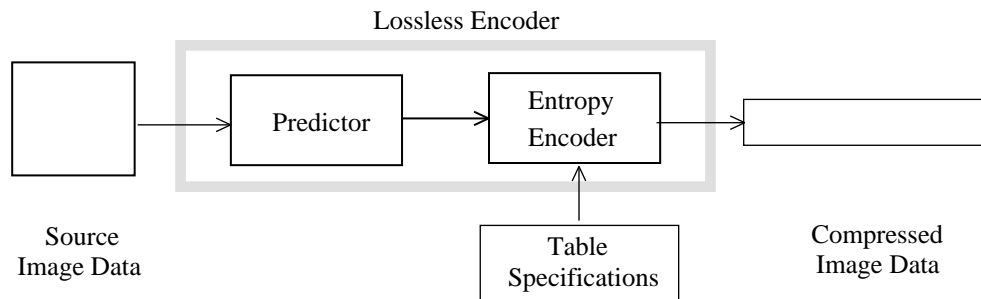 Lossless Encoder
Predictor
Entropy
Encoder
Source
Image Data
Table
Specifications
Compressed
Image Data